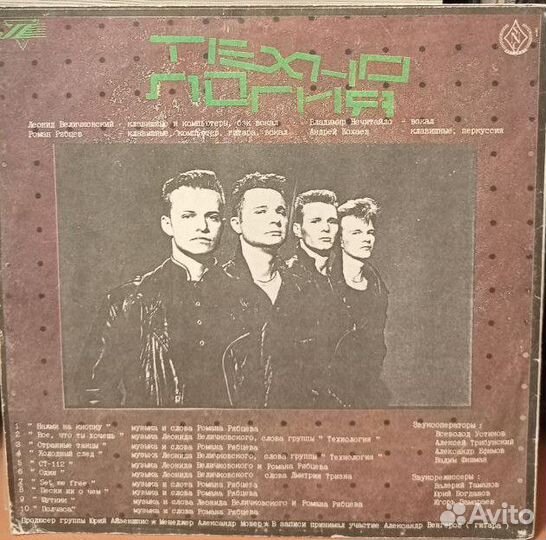 ТЕХНО
ЛОГИЯ
Леонид Величковский - клавишные и компьютеры, бэк вокал
Владимир Нечитайло - вокал
Роман Рябцев - клавишные, компьютер, гитара, вокал
Андрей Кохаев - клавишные, перкуссия
1 " Нажми на кнопку " музыка и слова Романа Рябцева
2 " Все, что ты хочешь " музыка Леонида Величковского, слова группы " Технология "
3 " Странные танцы " музыка и слова Романа Рябцева
4 " Холодный след " музыка Леонида Величковского, слова группы " Технология "
5 " СТ-112 " музыка Леонида Величковского и Романа Рябцева
6 " Один " музыка Леонида Величковского, слова Дмитрия
7 " Set me free " музыка и слова Романа Рябцева
8 " Песни ни о чем " музыка и слова Романа Рябцева
9 " Шутник " музыка и слова Леонида Величковского и Романа Рябцева
10 " Полчаса " музыка и слова Романа Рябцева
Звукооператоры :
Всеволод Устинов
Алексей
Александр Ефимов
Вадим Фишман
Звукорежиссеры :
Валерий Таманов
Юрий Богданов
Игорь Замараев
Продюсер группы Юрий Айзеншпис Менеджер Александр В записи принимал участие Александр Венгеров ( гитара )
Avito